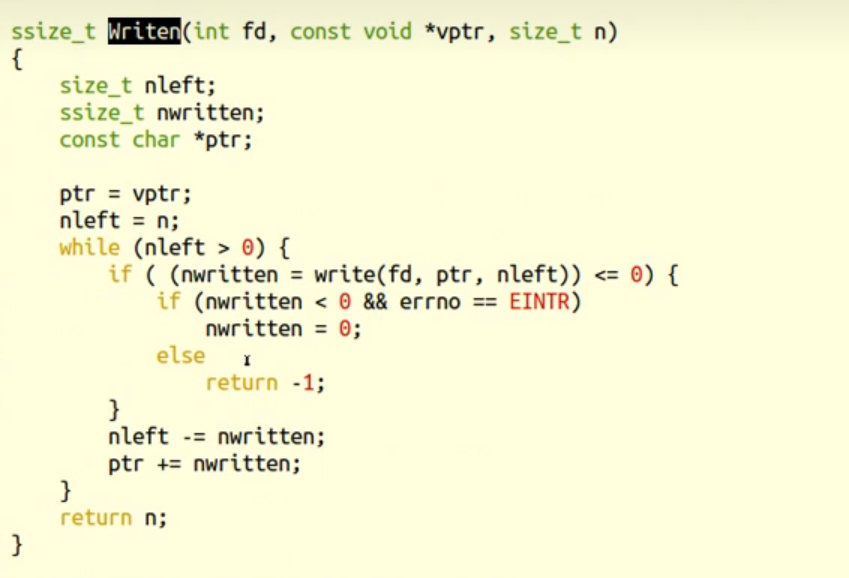 ssize_t Writen(int fd, const void *vptr, size_t n)
{
    size_t nleft;
    ssize_t nwritten;
    const char *ptr;

    ptr = vptr;
    nleft = n;
    while (nleft > 0) {
        if ( (nwritten = write(fd, ptr, nleft)) <= 0) {
            if (nwritten < 0 && errno == EINTR)
                nwritten = 0;
            else
                return -1;
        }
        nleft -= nwritten;
        ptr += nwritten;
    }
    return n;
}